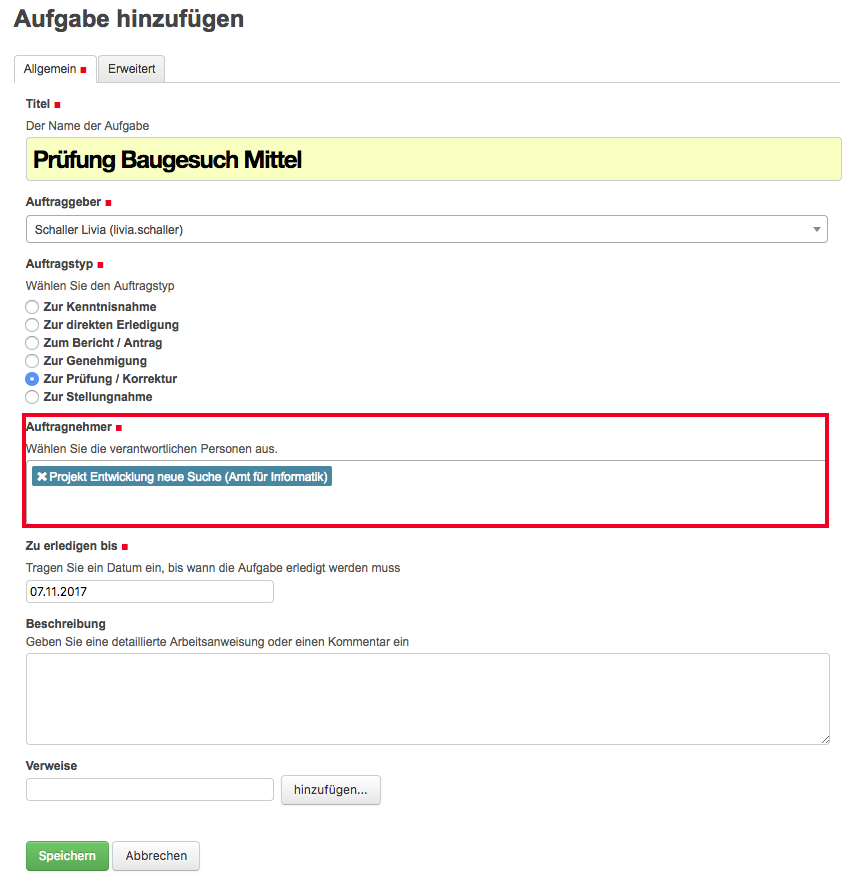 Aufgabe hinzufügen
Allgemein Erweitert
Titel
Der Name der Aufgabe
Prüfung Baugesuch Mittel
Auftraggeber
Schaller Livia (livia.schaller)
Auftragstyp
Wählen Sie den Auftragstyp
Zur Kenntnisnahme
Zur direkten Erledigung
Zum Bericht / Antrag
Zur Genehmigung
Zur Prüfung / Korrektur
Zur Stellungnahme
Auftragnehmer
Wählen Sie die verantwortlichen Personen aus.
Projekt Entwicklung neue Suche (Amt für Informatik)
Zu erledigen bis
Tragen Sie ein Datum ein, bis wann die Aufgabe erledigt werden muss
07.11.2017
Beschreibung
Geben Sie eine detaillierte Arbeitsanweisung oder einen Kommentar ein
Verweise
hinzufügen...
Speichern Abbrechen